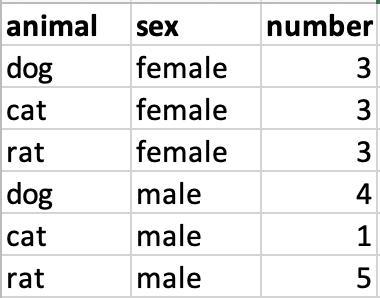 animal sex number
dog female 3
cat female 3
rat female 3
dog male 4
cat male 1
rat male 5